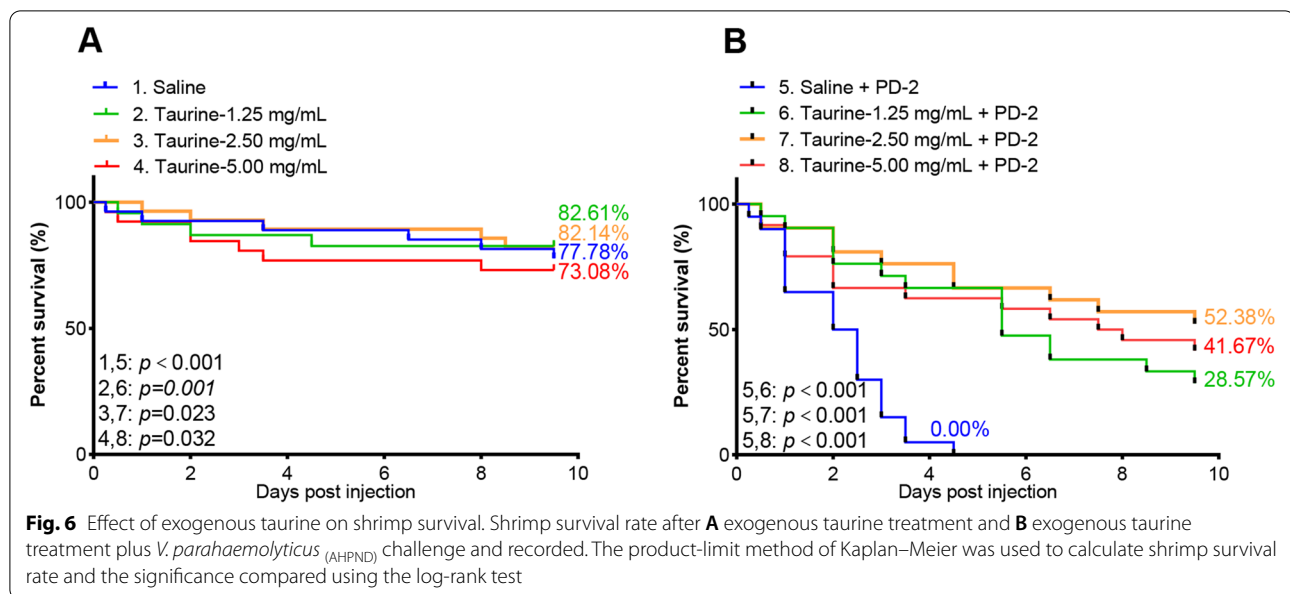 A
1. Saline
2. Taurine-1.25 mg/mL
3. Taurine-2.50 mg/mL
4. Taurine-5.00 mg/mL
Percent survival (%)
100
50
0
82.61%
82.14%
77.78%
73.08%
1,5: p < 0.001
2,6: p=0.001
3,7: p=0.023
4,8: p=0.032
0 2 4 6 8 10
Days post injection
B
5. Saline + PD-2
6. Taurine-1.25 mg/mL + PD-2
7. Taurine-2.50 mg/mL + PD-2
8. Taurine-5.00 mg/mL + PD-2
Percent survival (%)
100
50
0
52.38%
41.67%
28.57%
0.00%
5,6: p < 0.001
5,7: p < 0.001
5,8: p < 0.001
0 2 4 6 8 10
Days post injection
Fig. 6 Effect of exogenous taurine on shrimp survival. Shrimp survival rate after A exogenous taurine treatment and B exogenous taurine
treatment plus V. parahaemolyticus (AHPND) challenge and recorded. The product-limit method of Kaplan–Meier was used to calculate shrimp survival
rate and the significance compared using the log-rank test